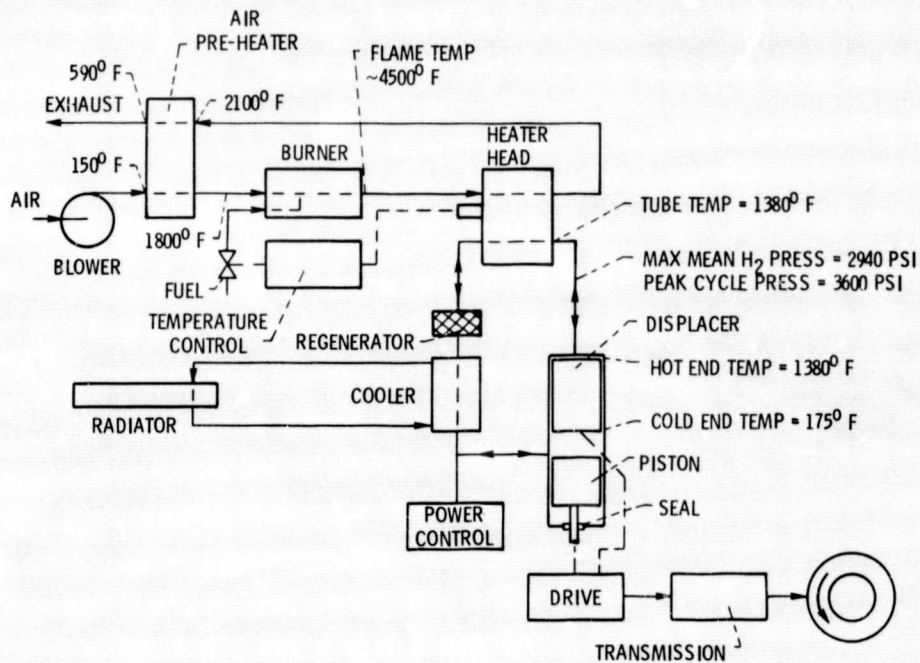 AIR
PRE-HEATER
590° F
EXHAUST
2100° F
FLAME TEMP
~4500° F
BURNER
HEATER
HEAD
150° F
AIR
BLOWER
1800° F
FUEL
TEMPERATURE
CONTROL
TUBE TEMP = 1380° F
MAX MEAN H₂ PRESS = 2940 PSI
PEAK CYCLE PRESS = 3600 PSI
REGENERATOR
DISPLACER
HOT END TEMP = 1380° F
RADIATOR
COOLER
COLD END TEMP = 175° F
PISTON
SEAL
POWER
CONTROL
DRIVE
TRANSMISSION